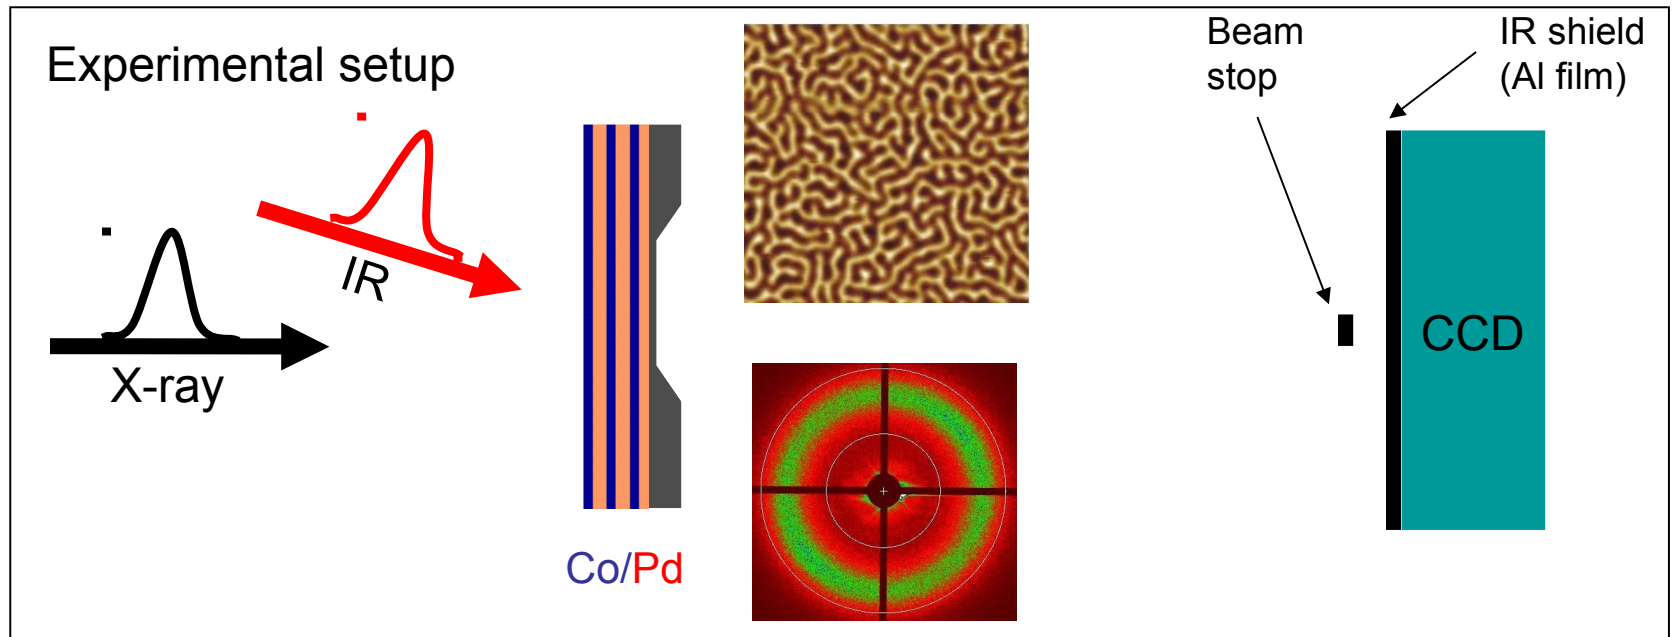 Experimental setup
IR
X-ray
Co/Pd
Beam
stop
IR shield
(Al film)
CCD